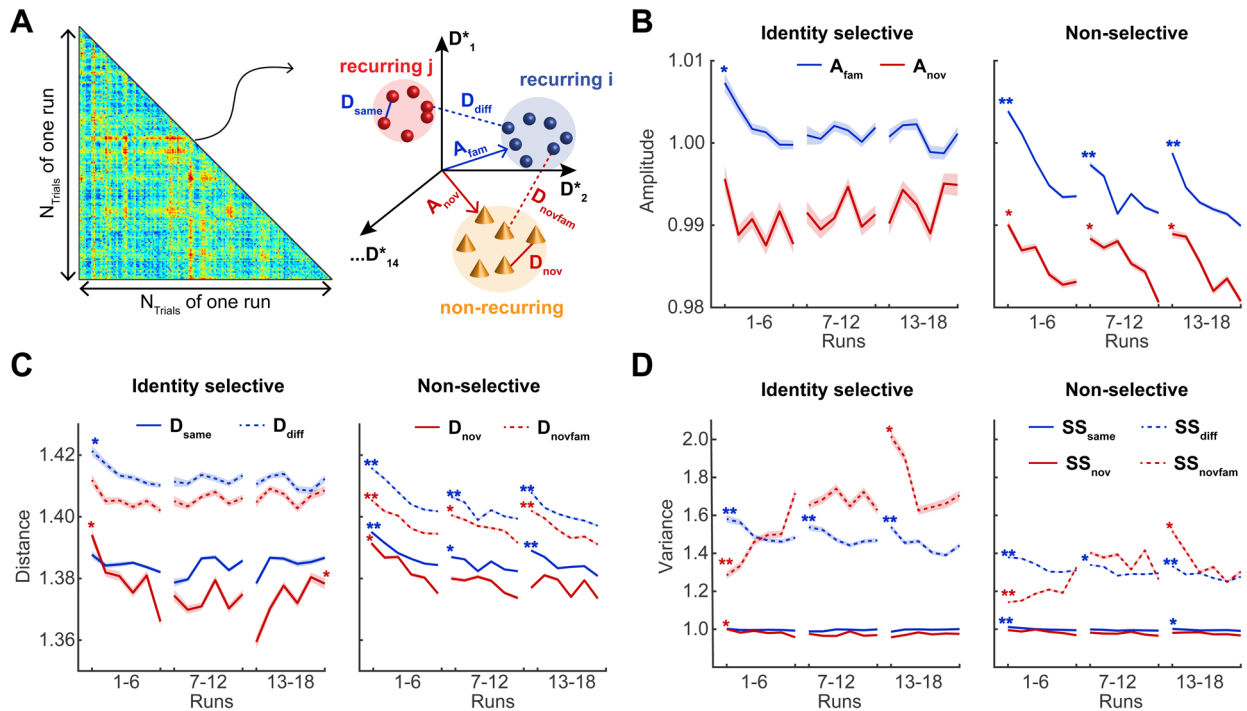 A
N_Trials of one run
N_Trials of one run
D*_1
recurring j
recurring i
D_same
D_diff
A_fam
D*_2
A_nov
D_novfam
...D*_14
D_nov
non-recurring
B
Identity selective
Non-selective
A_fam
A_nov
1.01
1.00
0.99
0.98
Amplitude
*
**
**
**
*
*
*
1-6
7-12
13-18
1-6
7-12
13-18
Runs
Runs
C
Identity selective
Non-selective
D_same
D_diff
D_nov
D_novfam
1.42
1.40
1.38
1.36
Distance
*
*
*
**
**
**
*
**
*
*
**
**
**
1-6
7-12
13-18
1-6
7-12
13-18
Runs
Runs
D
Identity selective
Non-selective
SS_same
SS_diff
SS_nov
SS_novfam
2.0
1.8
1.6
1.4
1.2
1.0
Variance
**
**
*
**
*
**
**
**
**
*
*
**
*
1-6
7-12
13-18
1-6
7-12
13-18
Runs
Runs